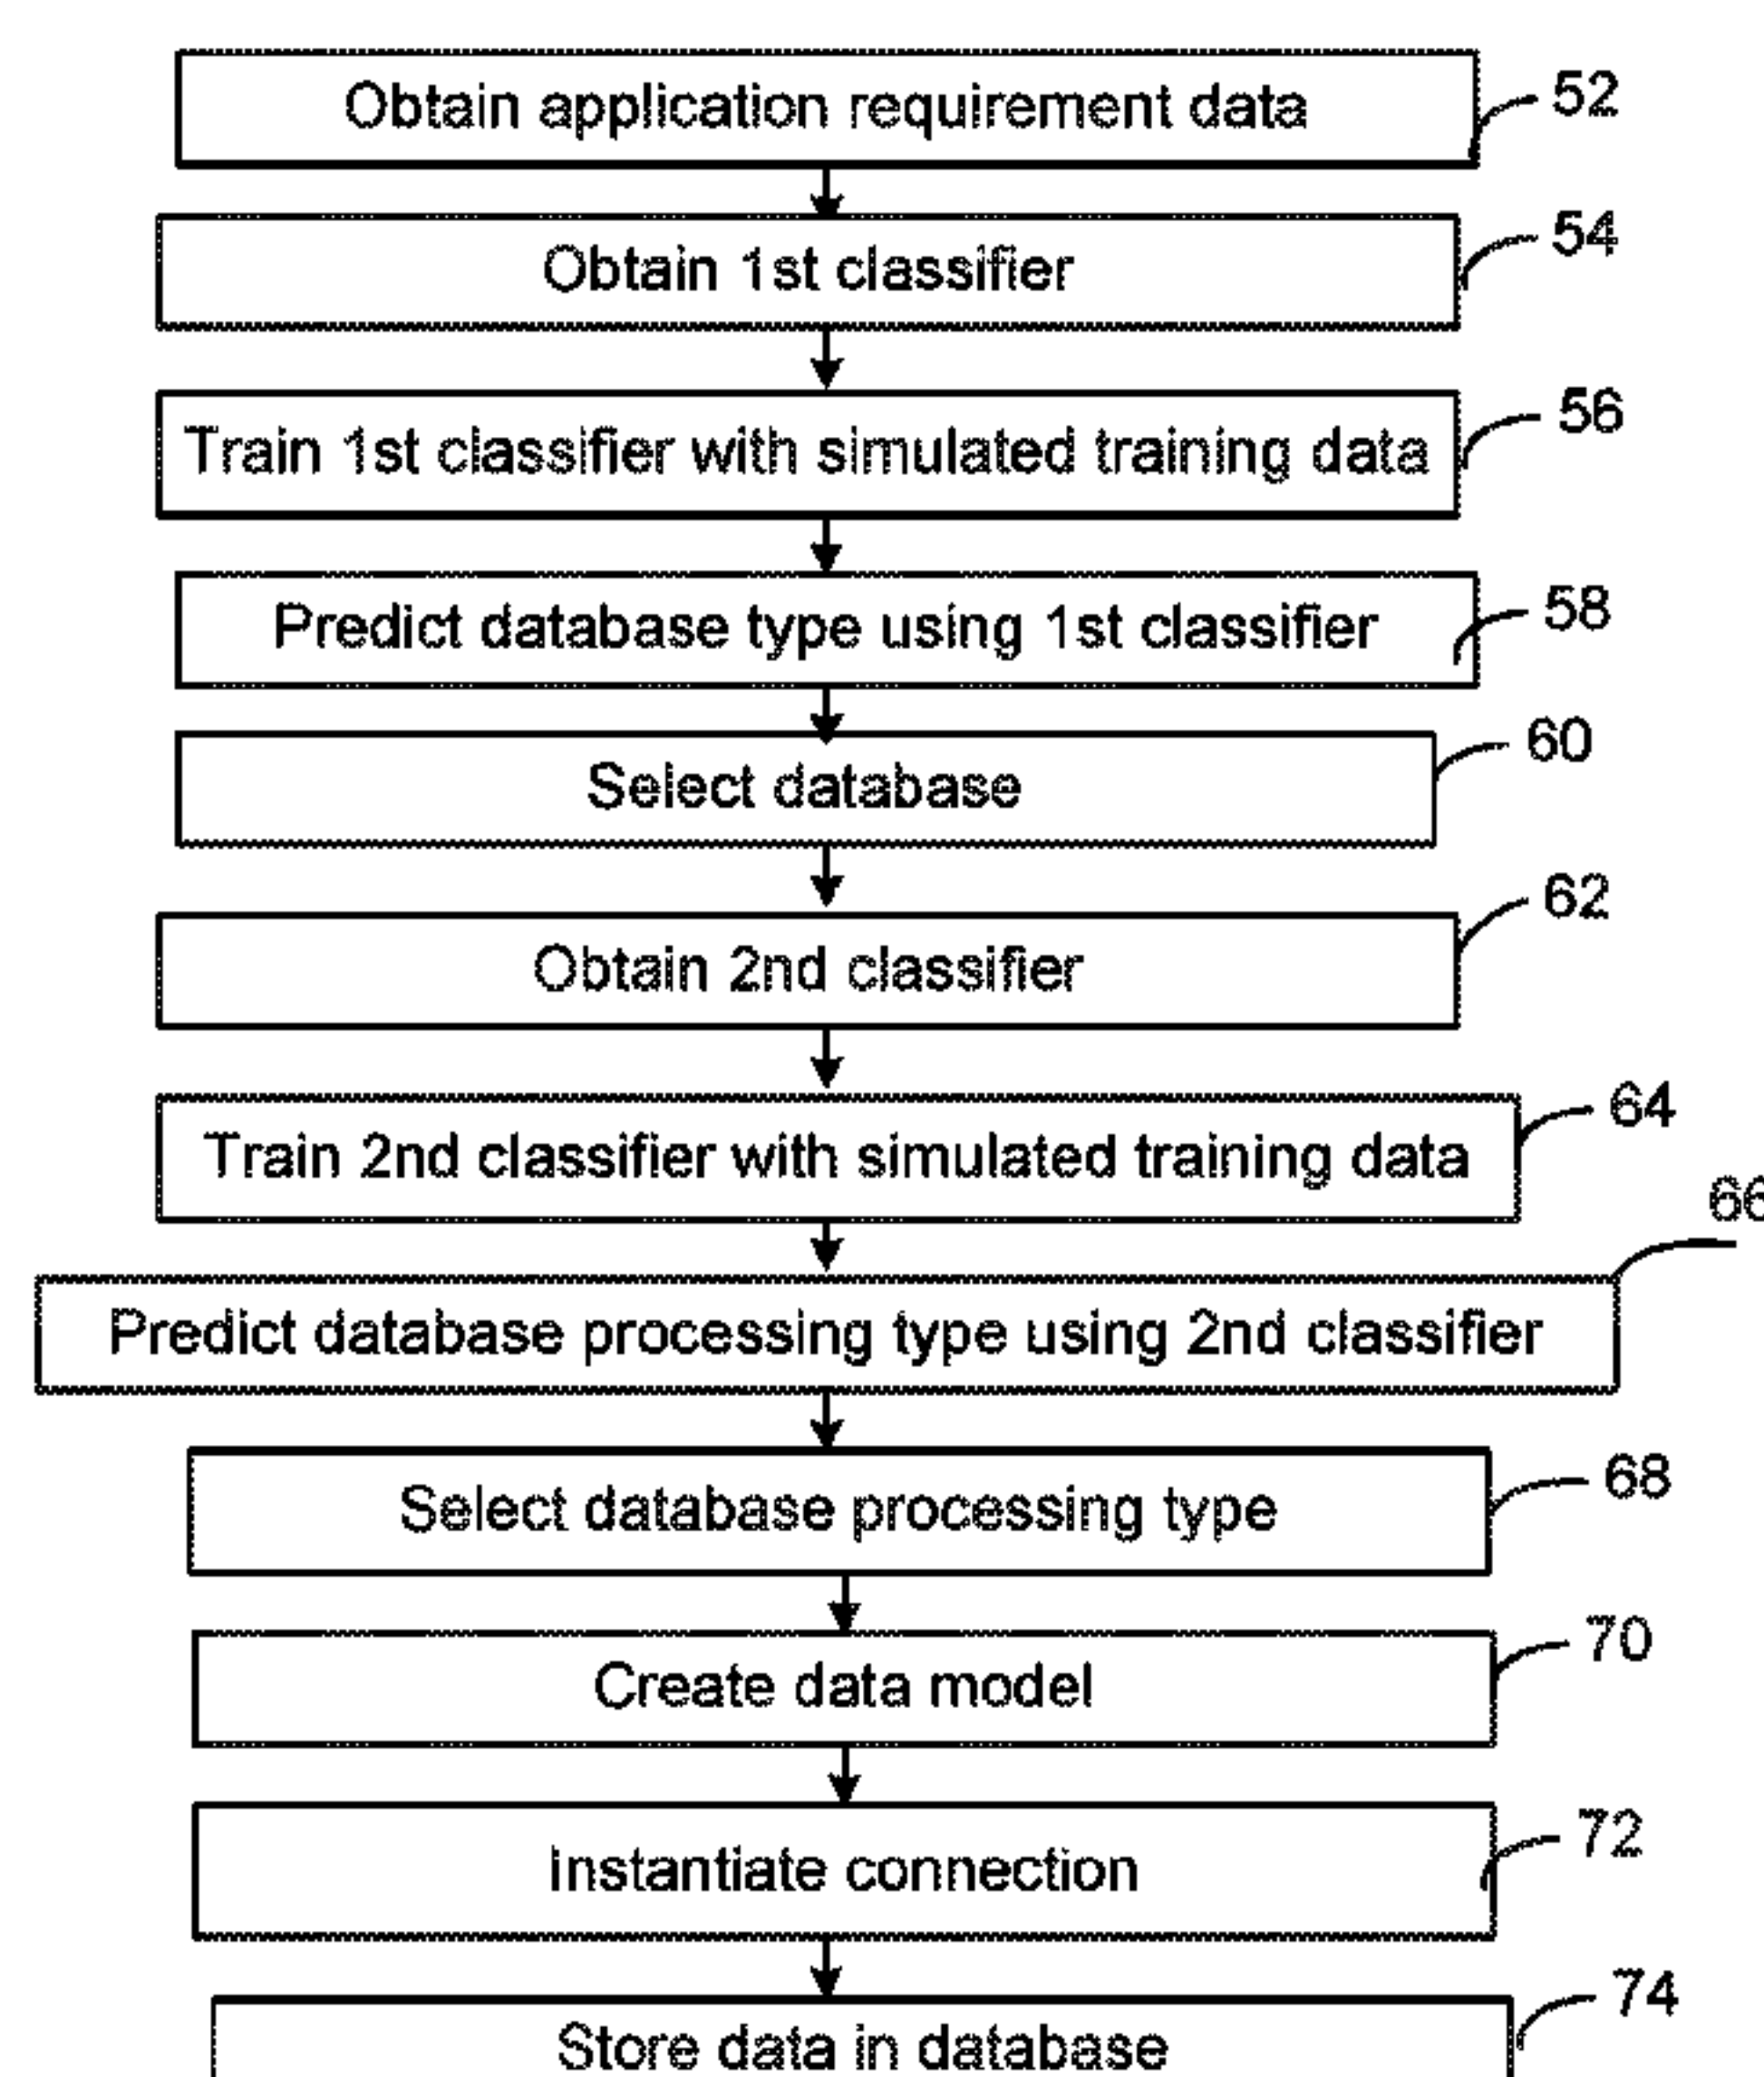 Obtain application requirement data
52
Obtain 1st classifier
54
Train 1st classifier with simulated training data
56
Predict database type using 1st classifier
58
Select database
60
Obtain 2nd classifier
62
Train 2nd classifier with simulated training data
64
Predict database processing type using 2nd classifier
66
Select database processing type
68
Create data model
70
Instantiate connection
72
Store data in database
74